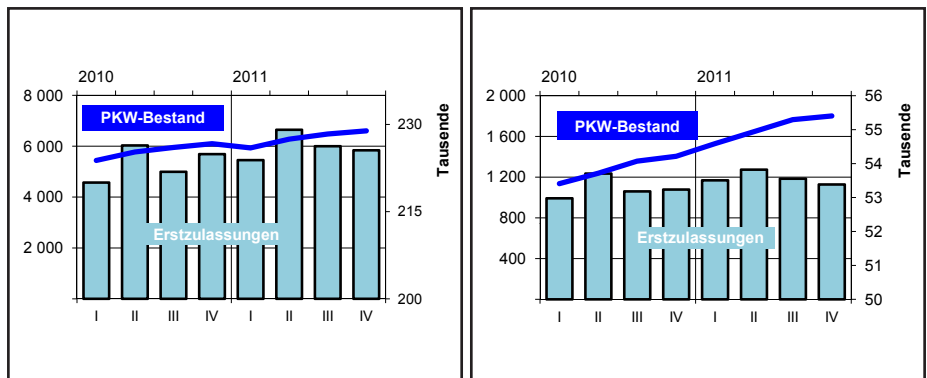 2010 2011
8 000
PKW-Bestand
230
6 000
Tausende
4 000
215
Erstzulassungen
2 000
200
I II III IV I II III IV
2010 2011
2 000 56
PKW-Bestand
1 600 55
Tausende
54
1 200
53
800
Erstzulassungen
52
400
51
50
I II III IV I II III IV